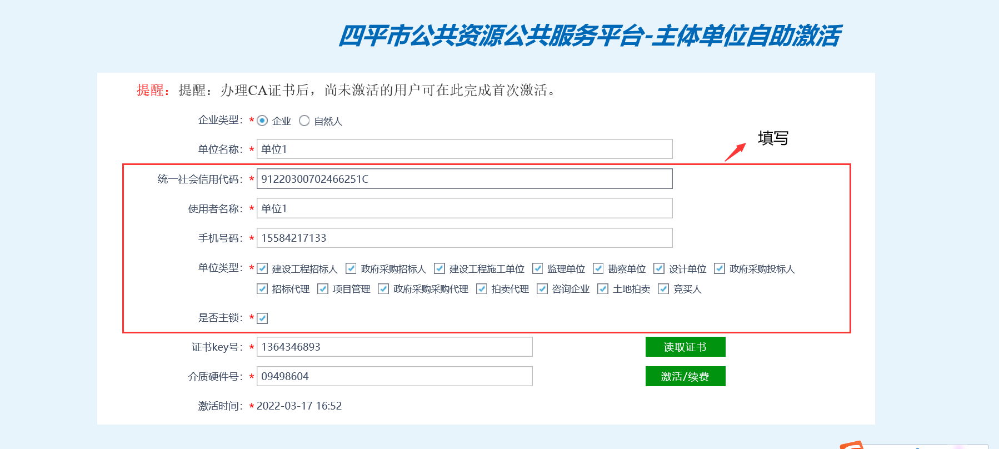 四平市公共资源公共服务平台-主体单位自助激活
提醒：提醒：办理CA证书后，尚未激活的用户可在此完成首次激活。
企业类型：* 企业 自然人
填写
单位名称：* 单位1
统一社会信用代码：* 91220300702466251C
使用者名称：* 单位1
手机号码：* 15584217133
单位类型：* 建设工程招标人 政府采购招标人 建设工程施工单位 监理单位 勘察单位 设计单位 政府采购投标人
招标代理 项目管理 政府采购采购代理 拍卖代理 咨询企业 土地拍卖 竞买人
是否主锁：*
证书key号：* 1364346893 读取证书
介质硬件号：* 09498604 激活/续费
激活时间：* 2022-03-17 16:52